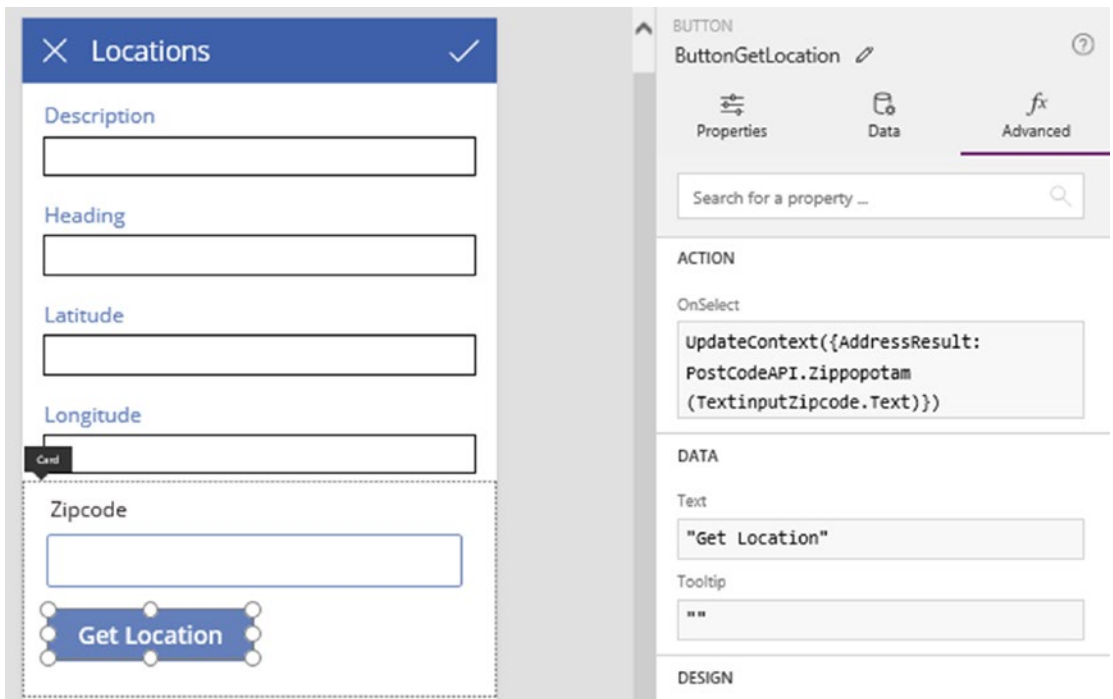 Locations
Description
Heading
Latitude
Longitude
Card
Zipcode
Get Location
BUTTON
ButtonGetLocation
Properties
Data
fx
Advanced
Search for a property ...
ACTION
OnSelect
UpdateContext({AddressResult:
PostCodeAPI.Zippopotam
(TextinputZipcode.Text)})
DATA
Text
"Get Location"
Tooltip
""
DESIGN